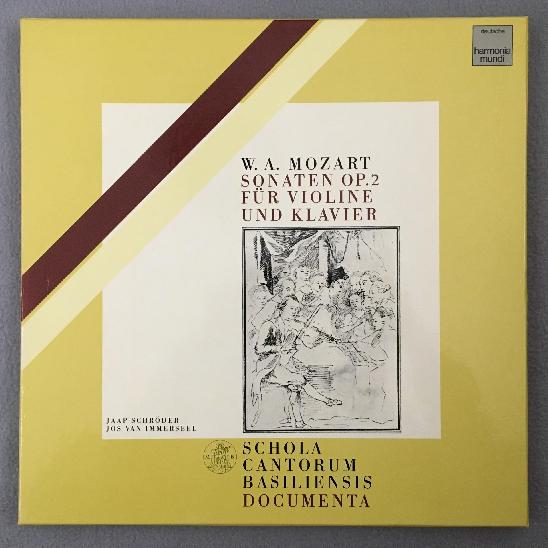 deutsche
harmonia
mundi
W. A. MOZART
SONATEN OP.2
FÜR VIOLINE
UND KLAVIER
JAAP SCHRÖDER
JOS VAN IMMERSEEL
SCHOLA
CANTORUM
BASILIENSIS
DOCUMENTA